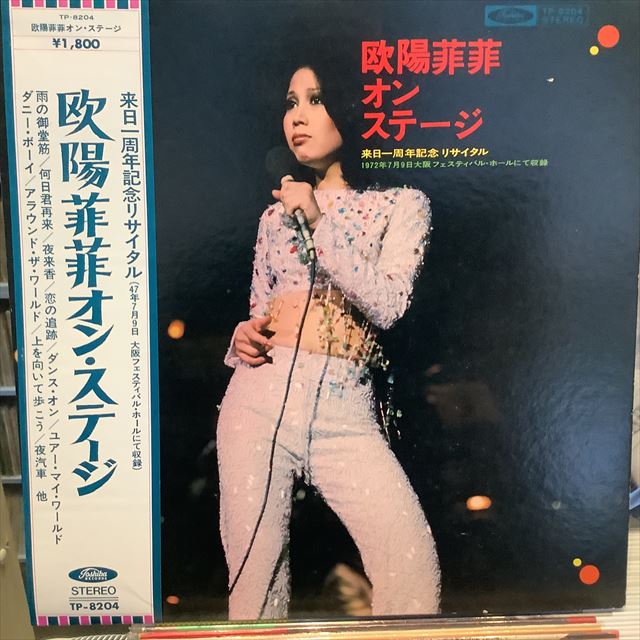 TP-8204
欧陽菲菲オン・ステージ
¥1,800
来日一周年記念リサイタル(47年7月9日 大阪フェスティバル・ホールにて収録)
欧陽菲菲オン・ステージ
雨の御堂筋/何日君再来/夜来香/恋の追跡/ダンス・オン/ユアー・マイ・ワールド
ダニー・ボーイ/アラウンド・ザ・ワールド/上を向いて歩こう/夜汽車 他
Toshiba
RECORDS
STEREO
TP-8204
Toshiba
TP-8204
STEREO
欧陽菲菲
オン
ステージ
来日一周年記念リサイタル
1972年7月9日大阪フェスティバル・ホールにて収録